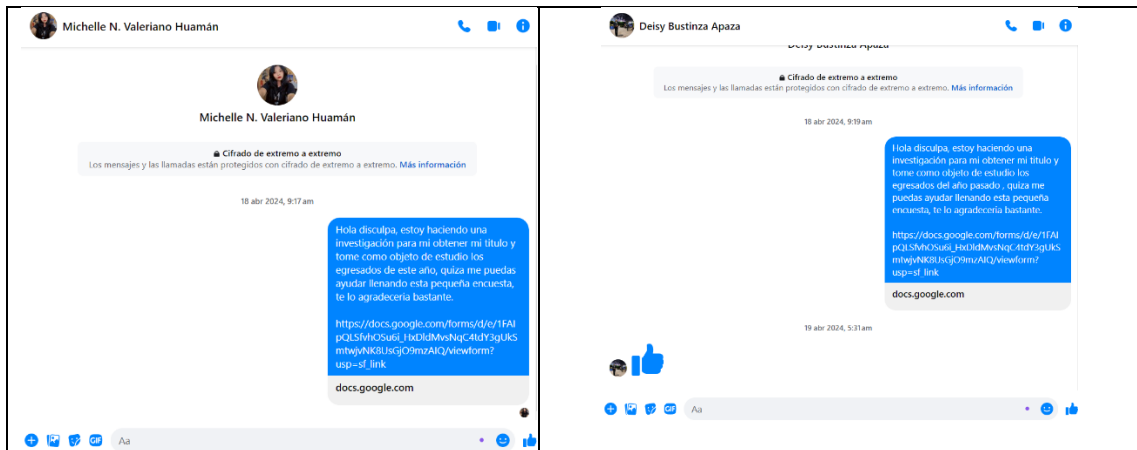 Michelle N. Valeriano Huamán
Michelle N. Valeriano Huamán
Cifrado de extremo a extremo
Los mensajes y las llamadas están protegidos con cifrado de extremo a extremo. Más información
18 abr 2024, 9:17 am
Hola disculpa, estoy haciendo una
investigación para mi obtener mi titulo y
tome como objeto de estudio los
egresados de este año, quiza me puedas
ayudar llenando esta pequeña encuesta,
te lo agradeceria bastante.
https://docs.google.com/forms/d/e/1FAI
pQLSfvhOSu6i_HxDldMvsNqC4tdY3gUkS
mtwjvNK8UsGjO9mzAIQ/viewform?
usp=sf_link
docs.google.com
GIF
Aa
Deisy Bustinza Apaza
Deisy Bustinza Apaza
Cifrado de extremo a extremo
Los mensajes y las llamadas están protegidos con cifrado de extremo a extremo. Más información
18 abr 2024, 9:19 am
Hola disculpa, estoy haciendo una
investigación para mi obtener mi titulo y
tome como objeto de estudio los
egresados del año pasado , quiza me
puedas ayudar llenando esta pequeña
encuesta, te lo agradeceria bastante.
https://docs.google.com/forms/d/e/1FAI
pQLSfvhOSu6i_HxDldMvsNqC4tdY3gUkS
mtwjvNK8UsGjO9mzAIQ/viewform?
usp=sf_link
docs.google.com
19 abr 2024, 5:31am
GIF
Aa